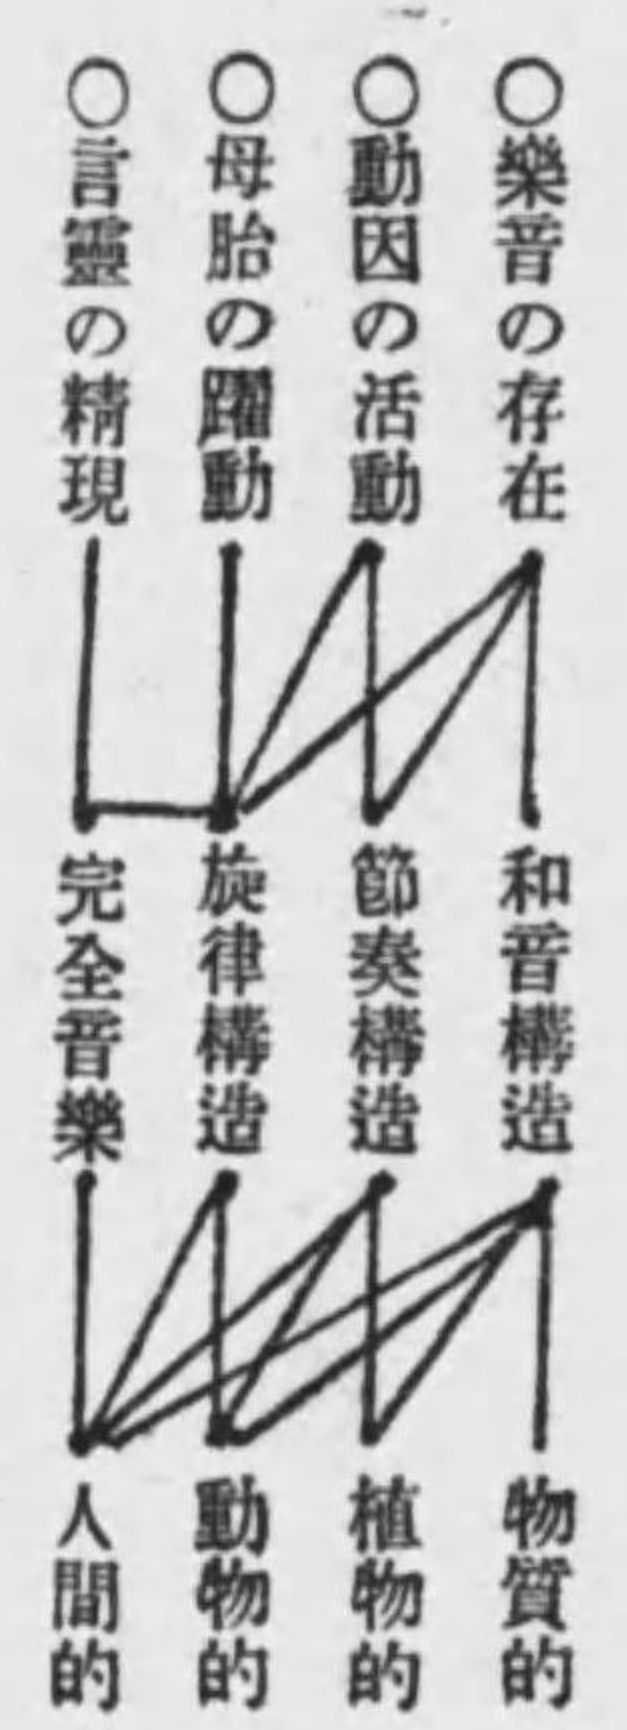 ○樂音の存在
○動因の活動
○母胎の躍動
○言靈の精現
和音構造
節奏構造
旋律構造
完全音樂
物質的
植物的
動物的
人間的